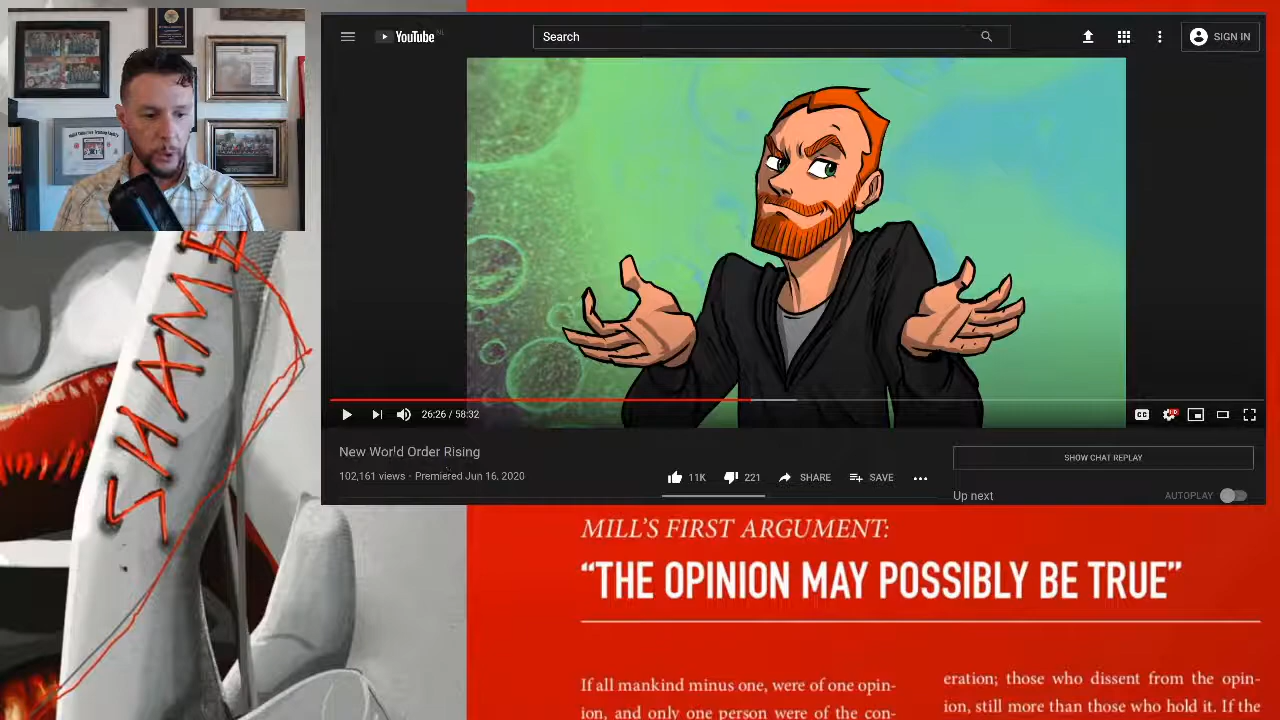 YouTube NL
Search
SIGN IN
SHAME
26:26 / 58:32
CC
HD
New World Order Rising
102,161 views · Premiered Jun 16, 2020
11K
221
SHARE
SAVE
SHOW CHAT REPLAY
Up next
AUTOPLAY
MILL'S FIRST ARGUMENT:
“THE OPINION MAY POSSIBLY BE TRUE”
If all mankind minus one, were of one opin-
ion, and only one person were of the con-
eration; those who dissent from the opin-
ion, still more than those who hold it. If the